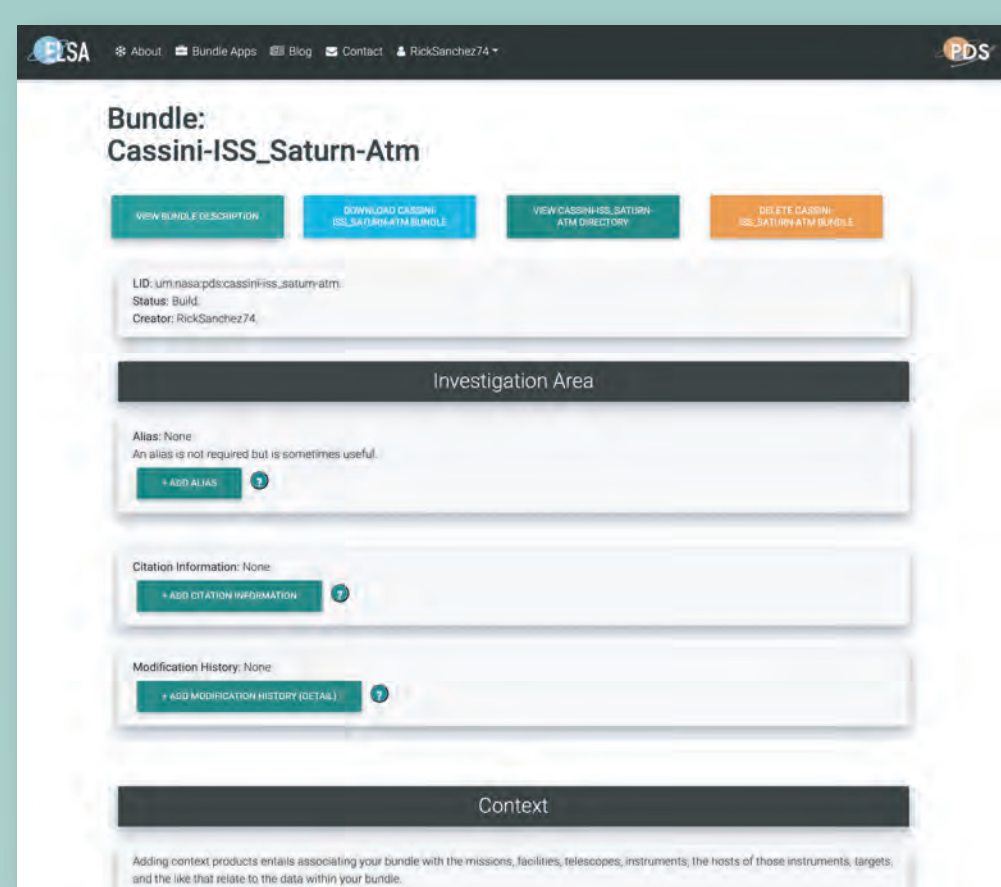 ELSA About Bundle Apps Blog Contact RickSanchez74 PDS
Bundle:
Cassini-ISS_Saturn-Atm
VIEW BUNDLE DESCRIPTION
DOWNLOAD CASSINI-
ISS_SATURN-ATM BUNDLE
VIEW CASSINI-ISS_SATURN-
ATM DIRECTORY
DELETE CASSINI-
ISS_SATURN-ATM BUNDLE
LID: urn:nasa:pds:cassini-iss_saturn-atm.
Status: Build.
Creator: RickSanchez74.
Investigation Area
Alias: None
An alias is not required but is sometimes useful.
+ ADD ALIAS ?
Citation Information: None
+ ADD CITATION INFORMATION ?
Modification History: None
+ ADD MODIFICATION HISTORY (DETAIL) ?
Context
Adding context products entails associating your bundle with the missions, facilities, telescopes, instruments, the hosts of those instruments, targets,
and the like that relate to the data within your bundle.